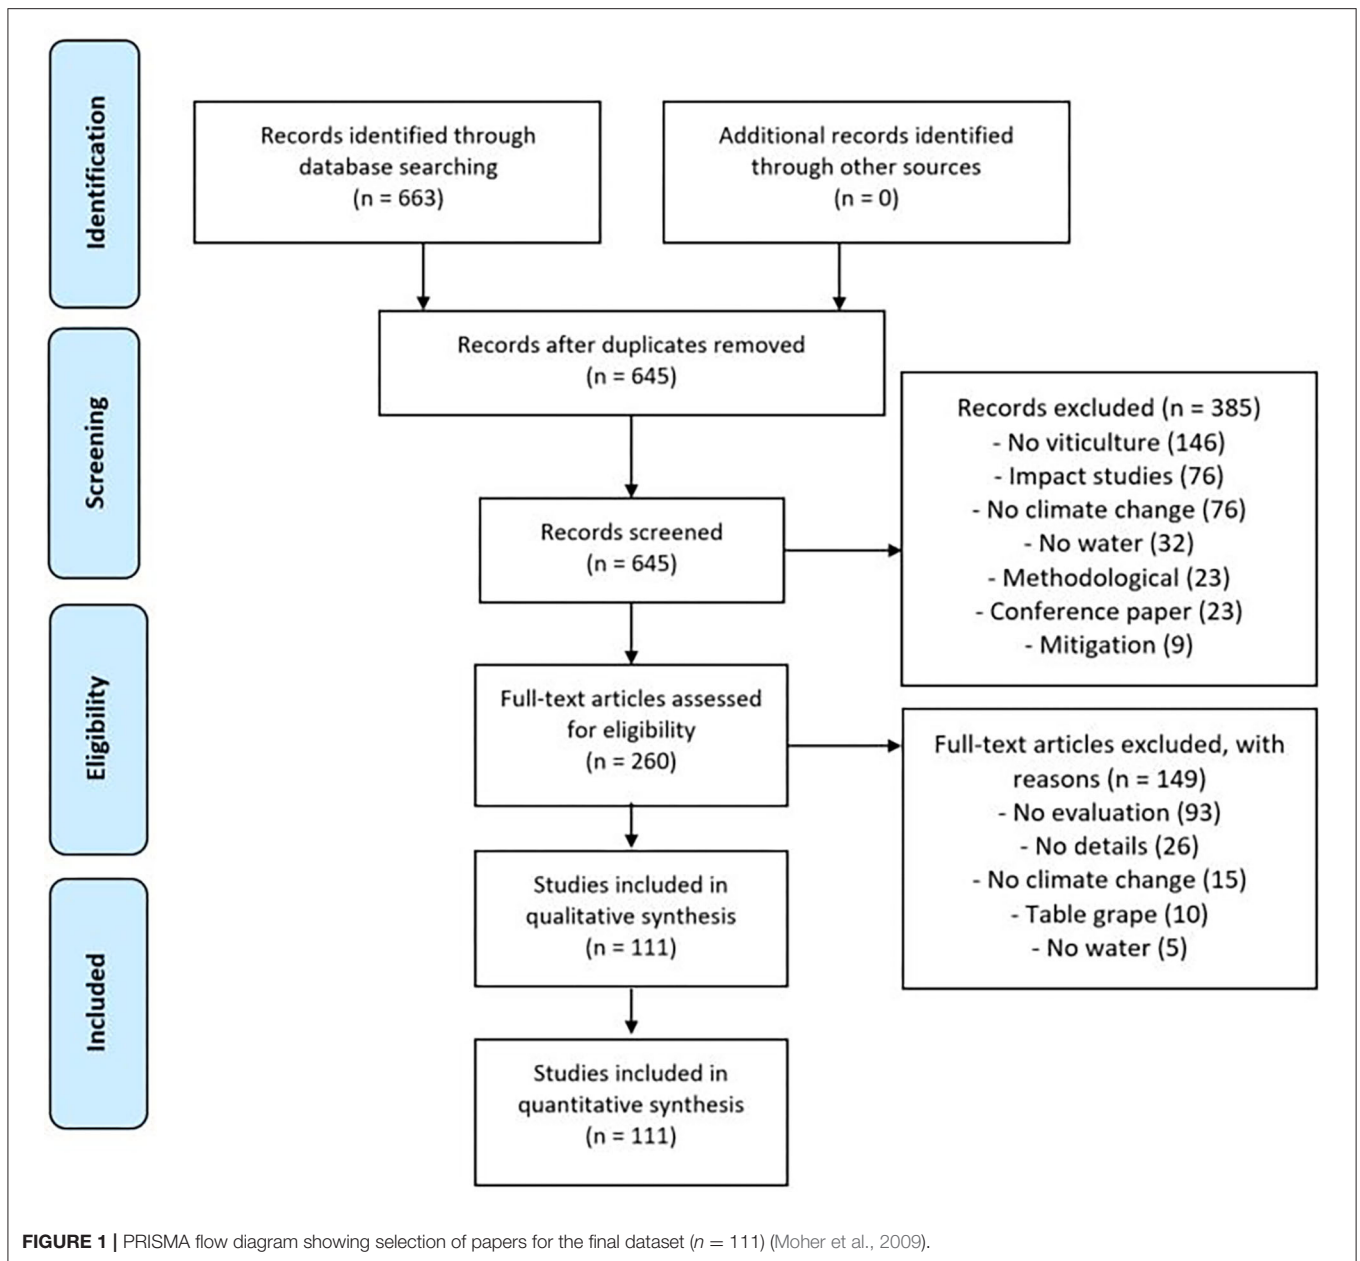 Identification
Records identified through
database searching
(n = 663)
Additional records identified
through other sources
(n = 0)
Records after duplicates removed
(n = 645)
Screening
Records screened
(n = 645)
Records excluded (n = 385)
- No viticulture (146)
- Impact studies (76)
- No climate change (76)
- No water (32)
- Methodological (23)
- Conference paper (23)
- Mitigation (9)
Eligibility
Full-text articles assessed
for eligibility
(n = 260)
Full-text articles excluded, with
reasons (n = 149)
- No evaluation (93)
- No details (26)
- No climate change (15)
- Table grape (10)
- No water (5)
Included
Studies included in
qualitative synthesis
(n = 111)
Studies included in
quantitative synthesis
(n = 111)
FIGURE 1 | PRISMA flow diagram showing selection of papers for the final dataset (n = 111) (Moher et al., 2009).